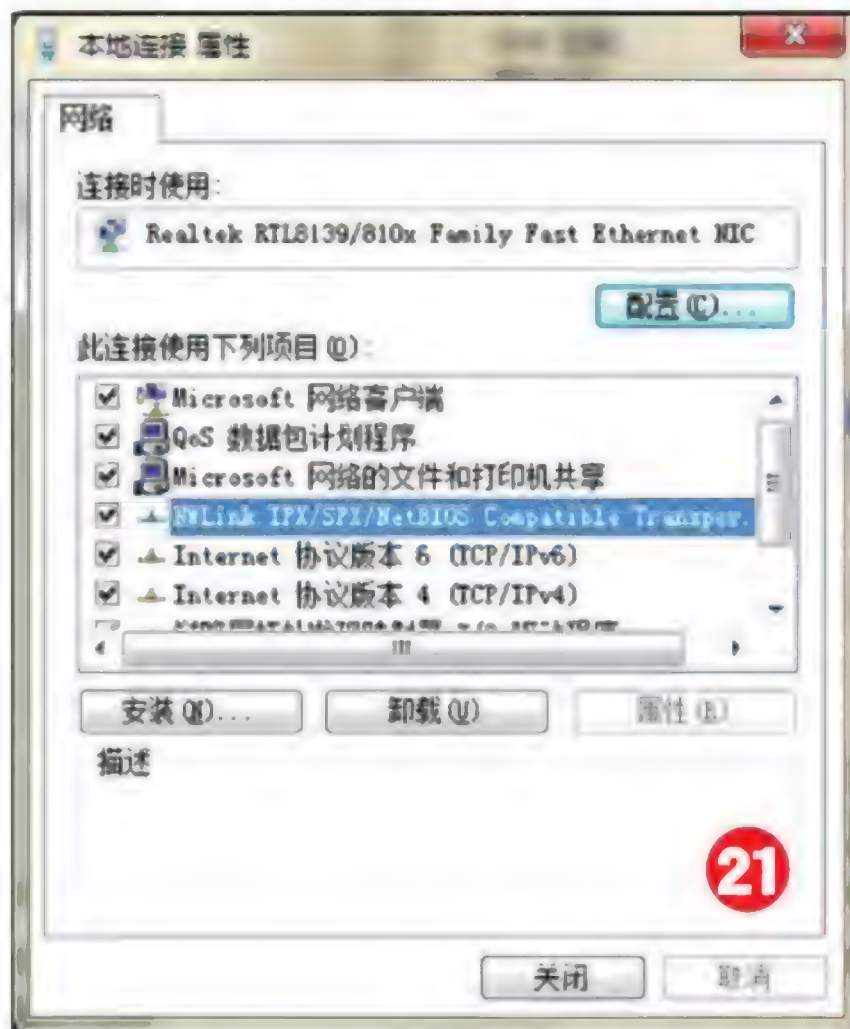 本地连接 属性
网络
连接时使用:
Realtek RTL8139/810x Family Fast Ethernet NIC
配置(C)...
此连接使用下列项目(O):
Microsoft 网络客户端
QoS 数据包计划程序
Microsoft 网络的文件和打印机共享
NWLink IPX/SPX/NetBIOS Compatible Transpor.
Internet 协议版本 6 (TCP/IPv6)
Internet 协议版本 4 (TCP/IPv4)
安装(N)...
卸载(U)
属性(R)
描述
21
关闭
取消